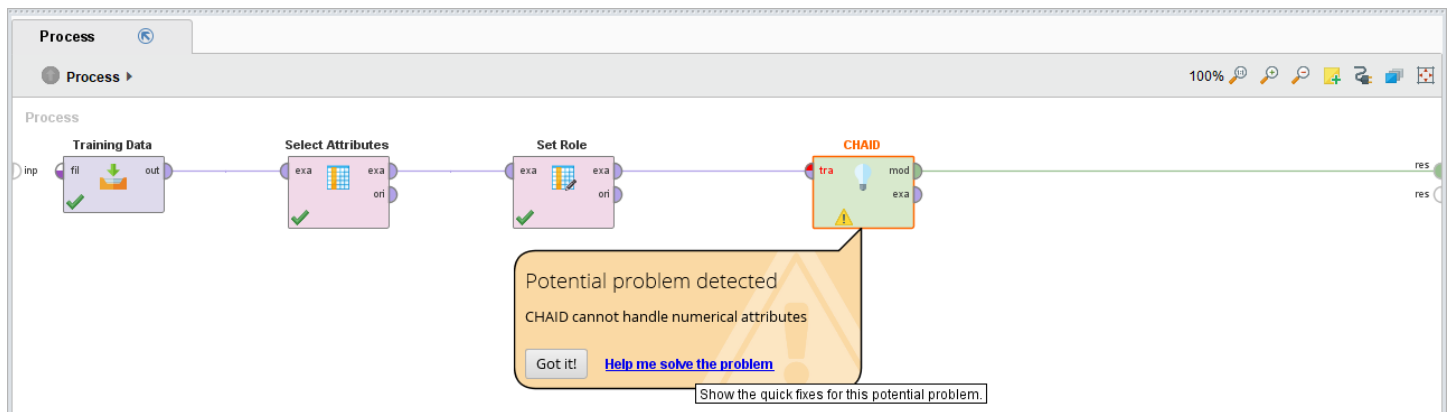 Process
Process
100%
Process
Training Data
Select Attributes
Set Role
CHAID
inp
fil
out
exa
exa
ori
exa
exa
ori
tra
mod
exa
res
res
Potential problem detected
CHAID cannot handle numerical attributes
Got it!
Help me solve the problem
Show the quick fixes for this potential problem.